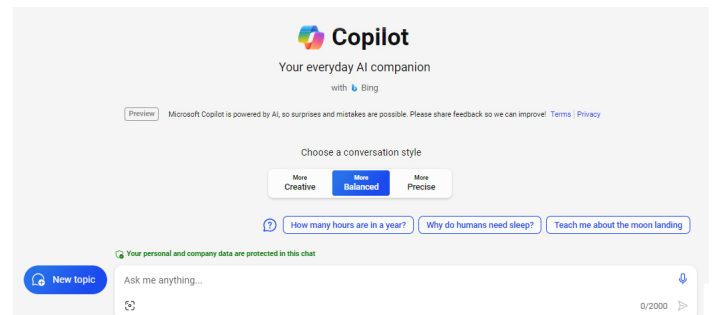 Copilot
Your everyday AI companion
with Bing
Preview Microsoft Copilot is powered by AI, so surprises and mistakes are possible. Please share feedback so we can improve! Terms | Privacy
Choose a conversation style
More Creative
More Balanced
More Precise
How many hours are in a year? Why do humans need sleep? Teach me about the moon landing
Your personal and company data are protected in this chat
New topic
Ask me anything...
0/2000